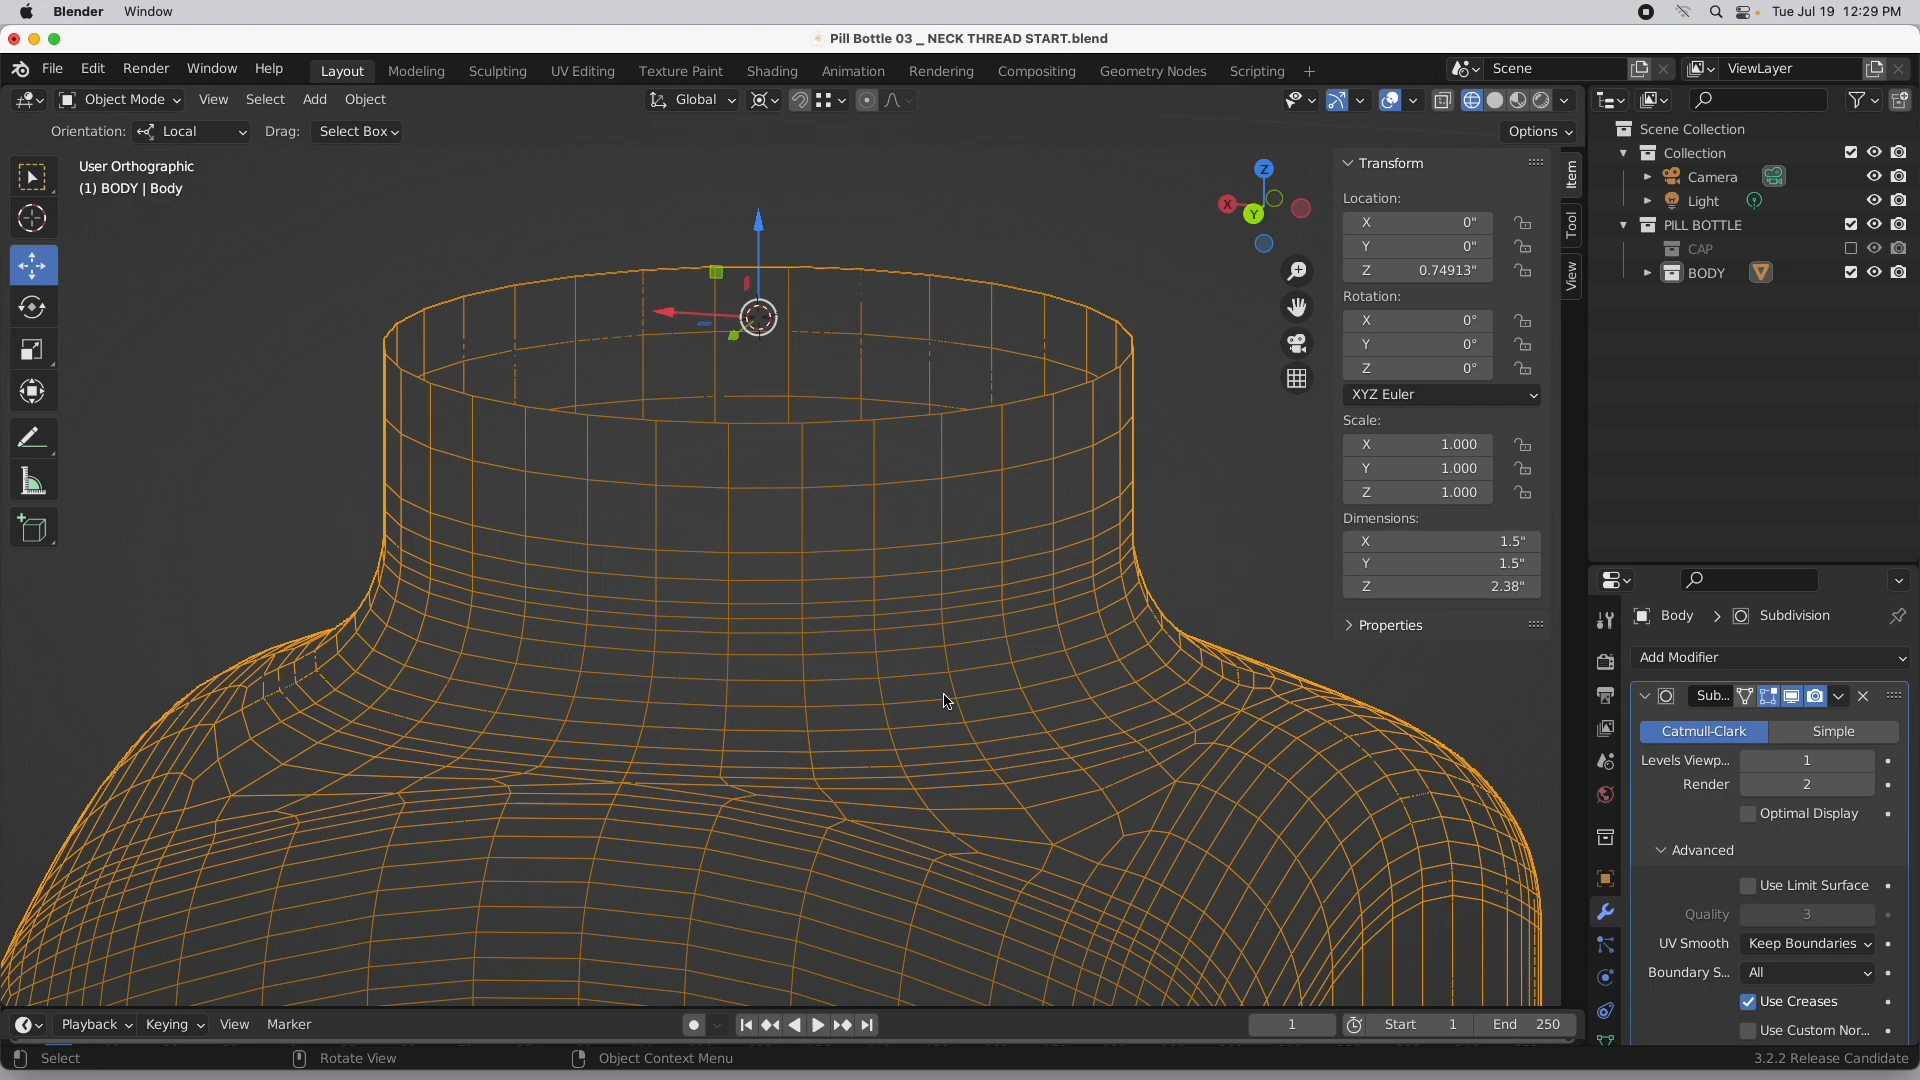 Blender Window Tue Jul 19 12:29 PM
Pill Bottle 03 _ NECK THREAD START.blend
File Edit Render Window Help Layout Modeling Sculpting UV Editing Texture Paint Shading Animation Rendering Compositing Geometry Nodes Scripting + Scene ViewLayer
Object Mode View Select Add Object Global
Orientation: Local Drag: Select Box Options
User Orthographic
(1) BODY | Body
Z
X
Y
Transform
Location:
X 0"
Y 0"
Z 0.74913"
Rotation:
X 0°
Y 0°
Z 0°
XYZ Euler
Scale:
X 1.000
Y 1.000
Z 1.000
Dimensions:
X 1.5"
Y 1.5"
Z 2.38"
Properties
Item
Tool
View
Scene Collection
Collection
Camera
Light
PILL BOTTLE
CAP
BODY
Body > Subdivision
Add Modifier
Sub...
Catmull-Clark Simple
Levels Viewp... 1
Render 2
Optimal Display
Advanced
Use Limit Surface
Quality 3
UV Smooth Keep Boundaries
Boundary S... All
Use Creases
Use Custom Nor...
Playback Keying View Marker 1 Start 1 End 250
Select Rotate View Object Context Menu 3.2.2 Release Candidate